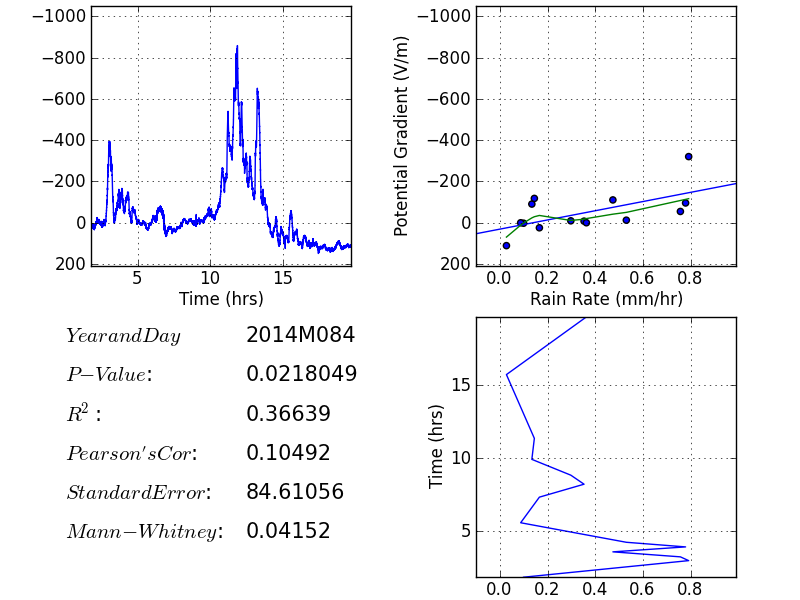 −1000
−800
−600
−400
−200
0
200
5 10 15
Time (hrs)
Potential Gradient (V/m)
−1000
−800
−600
−400
−200
0
200
0.0 0.2 0.4 0.6 0.8
Rain Rate (mm/hr)
YearandDay 2014M084
P−Value: 0.0218049
R²: 0.36639
Pearson'sCor: 0.10492
StandardError: 84.61056
Mann−Whitney: 0.04152
Time (hrs)
15
10
5
0.0 0.2 0.4 0.6 0.8